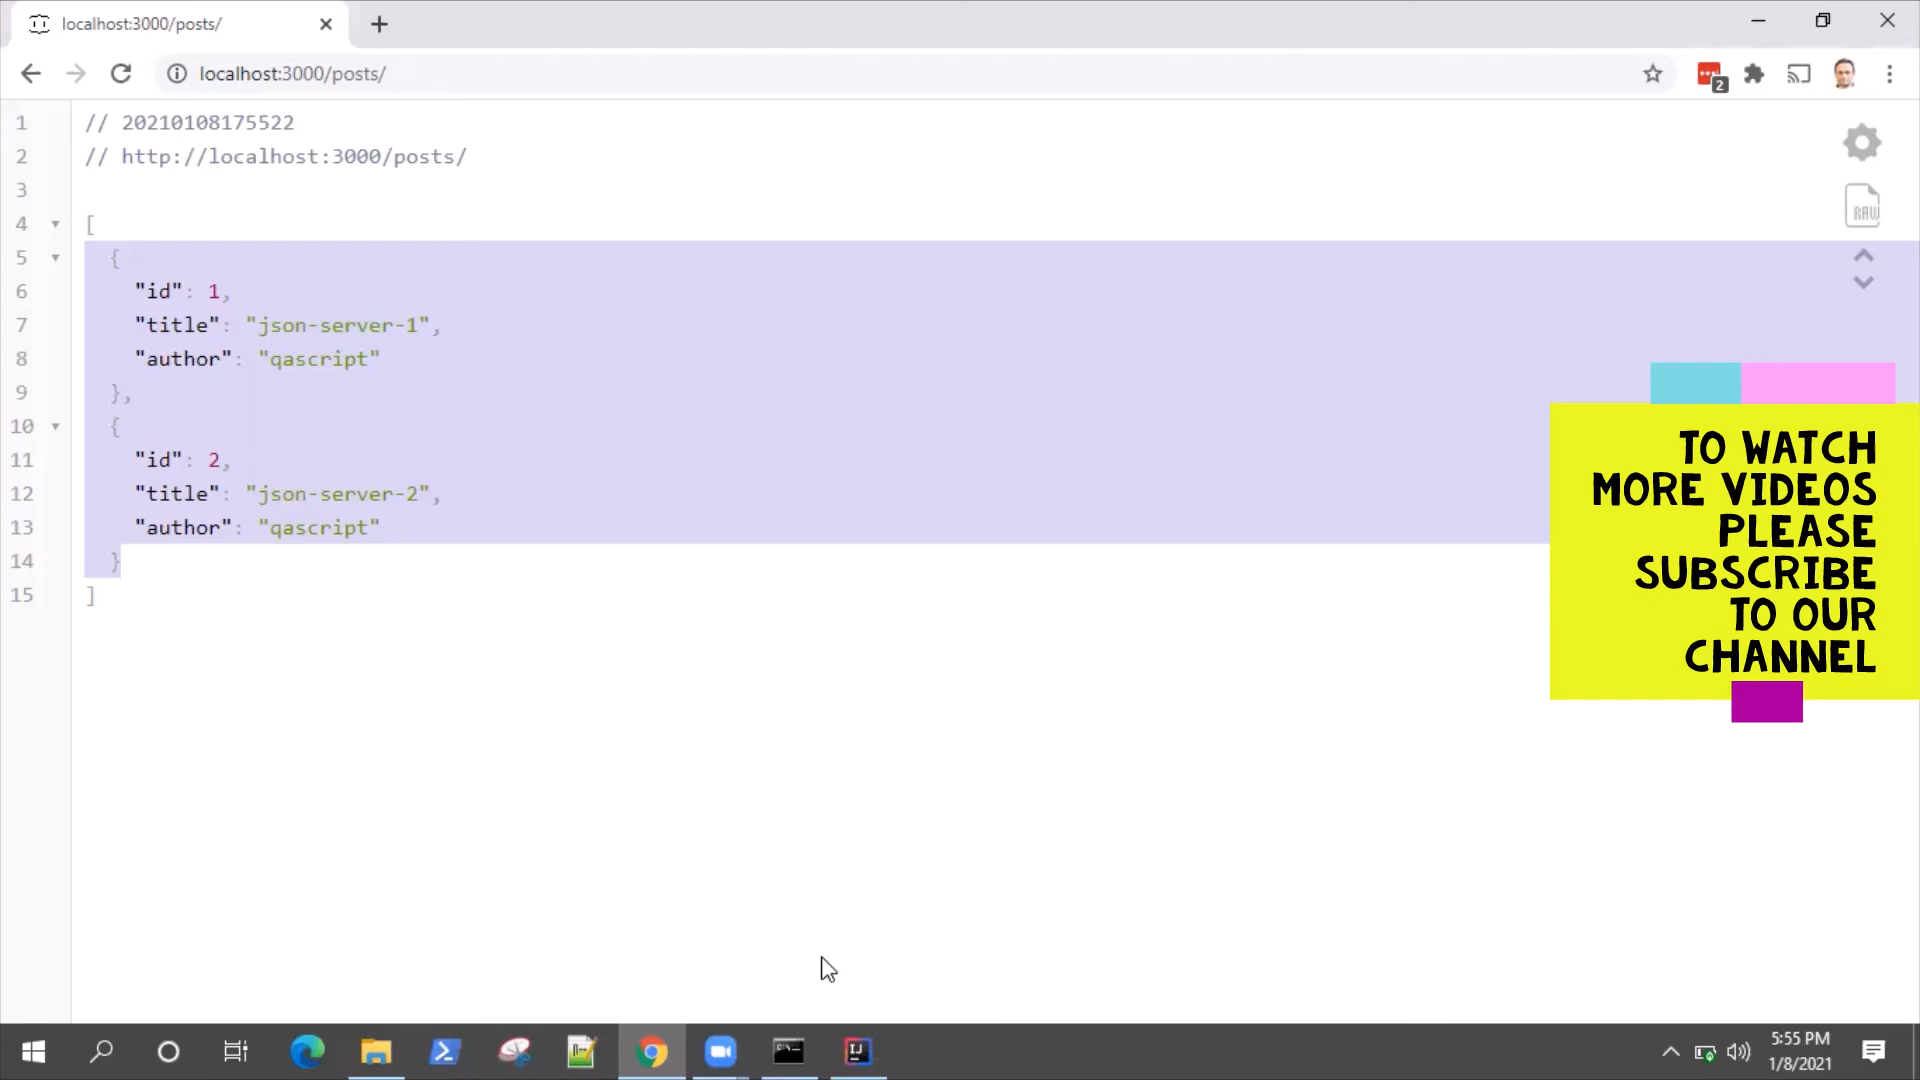 localhost:3000/posts/
localhost:3000/posts/
2
1 // 20210108175522
2 // http://localhost:3000/posts/
3
4 [
5 {
6 "id": 1,
7 "title": "json-server-1",
8 "author": "qascript"
9 },
10 {
11 "id": 2,
12 "title": "json-server-2",
13 "author": "qascript"
14 }
15 ]
RAW
TO WATCH
MORE VIDEOS
PLEASE
SUBSCRIBE
TO OUR
CHANNEL
IJ
5:55 PM
1/8/2021